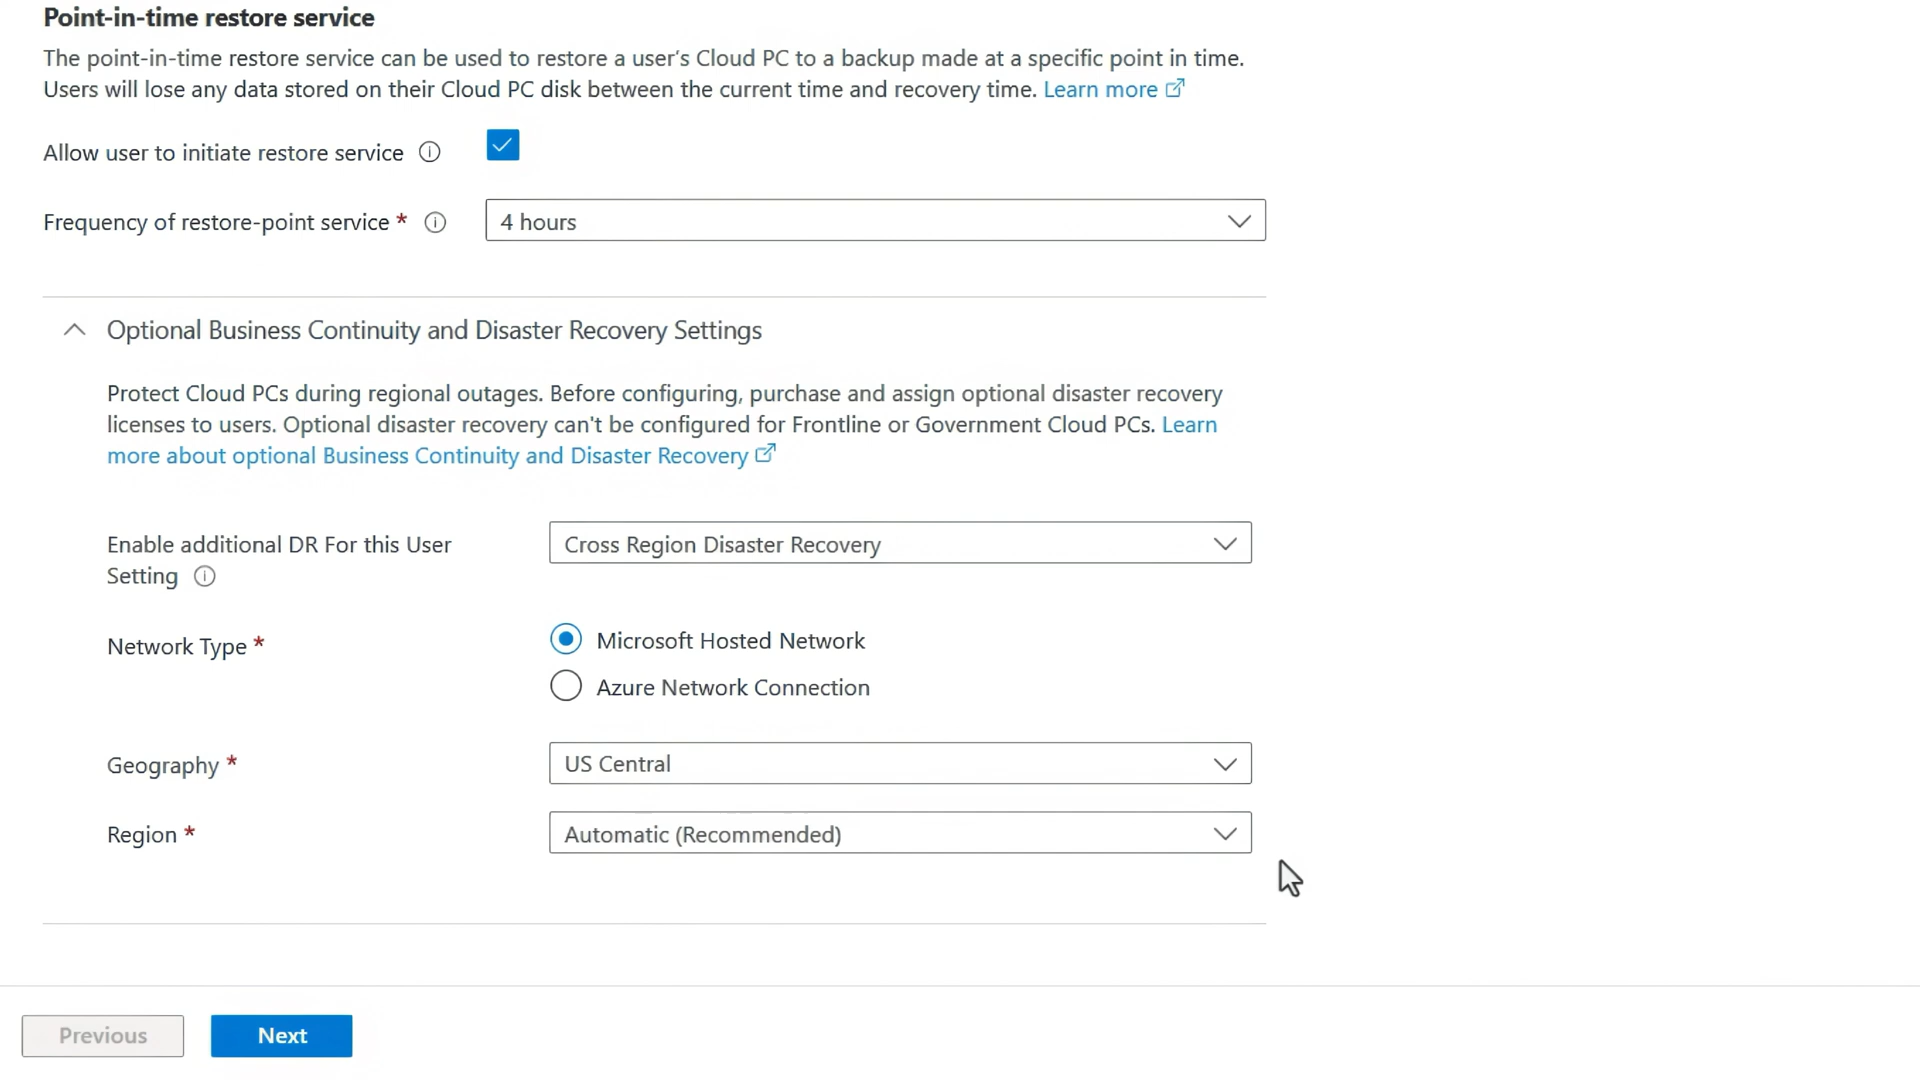 Point-in-time restore service
The point-in-time restore service can be used to restore a user's Cloud PC to a backup made at a specific point in time.
Users will lose any data stored on their Cloud PC disk between the current time and recovery time. Learn more
Allow user to initiate restore service
Frequency of restore-point service *
4 hours
Optional Business Continuity and Disaster Recovery Settings
Protect Cloud PCs during regional outages. Before configuring, purchase and assign optional disaster recovery
licenses to users. Optional disaster recovery can't be configured for Frontline or Government Cloud PCs. Learn
more about optional Business Continuity and Disaster Recovery
Enable additional DR For this User
Setting
Cross Region Disaster Recovery
Network Type *
Microsoft Hosted Network
Azure Network Connection
Geography *
US Central
Region *
Automatic (Recommended)
Previous
Next